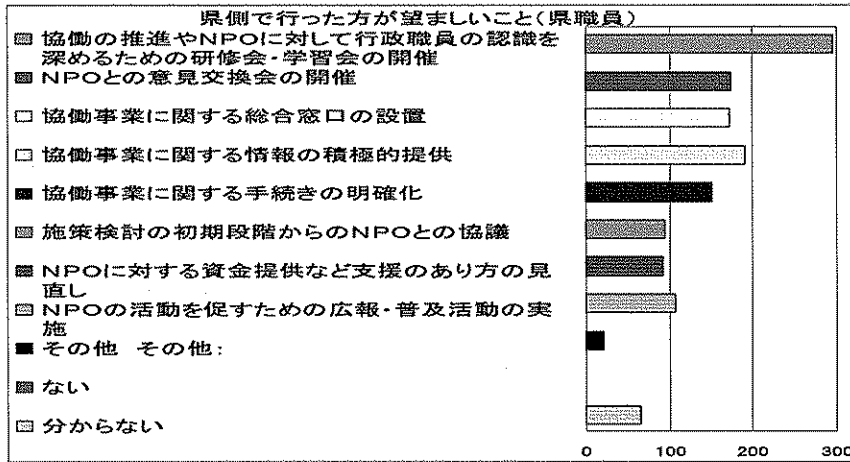 県側で行った方が望ましいこと(県職員)
協働の推進やNPOに対して行政職員の認識を
深めるための研修会・学習会の開催
NPOとの意見交換会の開催
協働事業に関する総合窓口の設置
協働事業に関する情報の積極的提供
協働事業に関する手続きの明確化
施策検討の初期段階からのNPOとの協議
NPOに対する資金提供など支援のあり方の見
直し
NPOの活動を促すための広報・普及活動の実
施
その他 その他:
ない
分からない
0 100 200 300